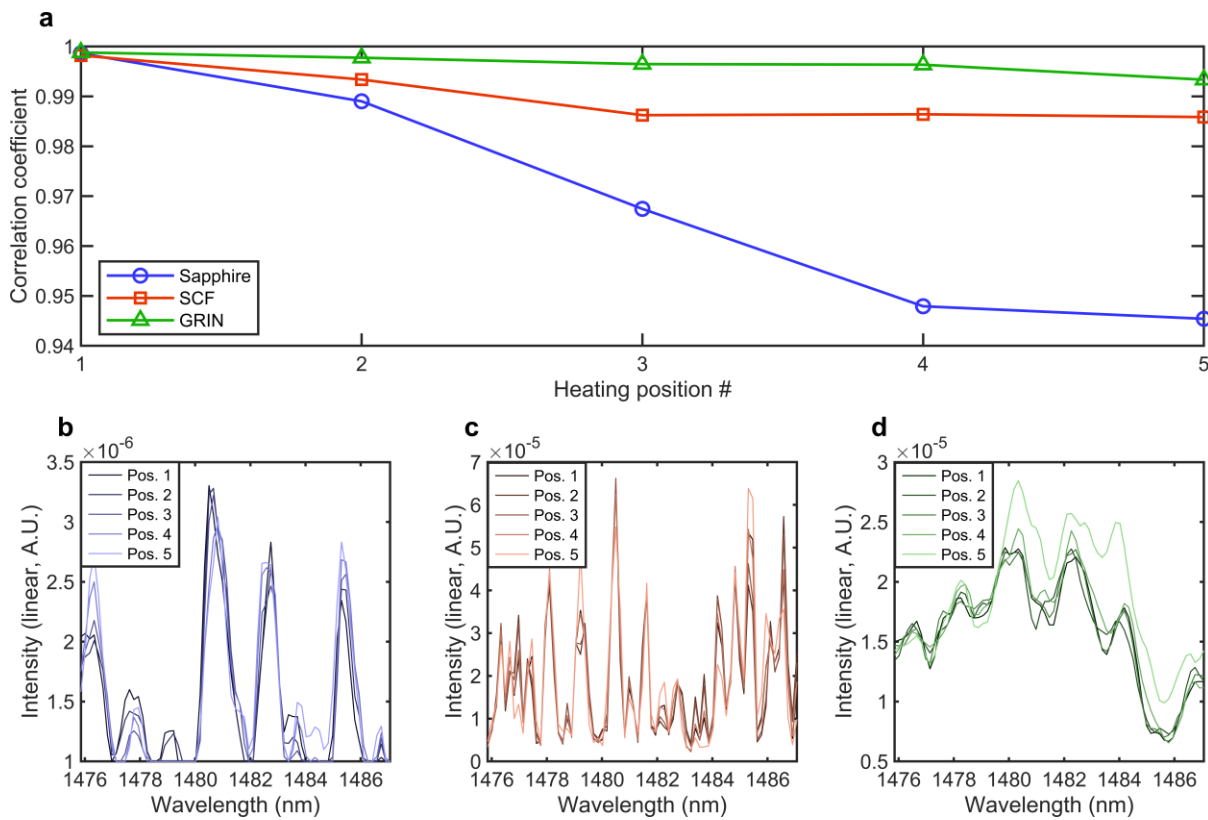 a
1
0.99
0.98
0.97
0.96
0.95
0.94
Correlation coefficient
Sapphire
SCF
GRIN
1 2 3 4 5
Heating position #
b
×10⁻⁶
3.5
3
2.5
2
1.5
1
Intensity (linear, A.U.)
Pos. 1
Pos. 2
Pos. 3
Pos. 4
Pos. 5
1476 1478 1480 1482 1484 1486
Wavelength (nm)
c
×10⁻⁵
7
6
5
4
3
2
1
0
Intensity (linear, A.U.)
Pos. 1
Pos. 2
Pos. 3
Pos. 4
Pos. 5
1476 1478 1480 1482 1484 1486
Wavelength (nm)
d
×10⁻⁵
3
2.5
2
1.5
1
0.5
Intensity (linear, A.U.)
Pos. 1
Pos. 2
Pos. 3
Pos. 4
Pos. 5
1476 1478 1480 1482 1484 1486
Wavelength (nm)